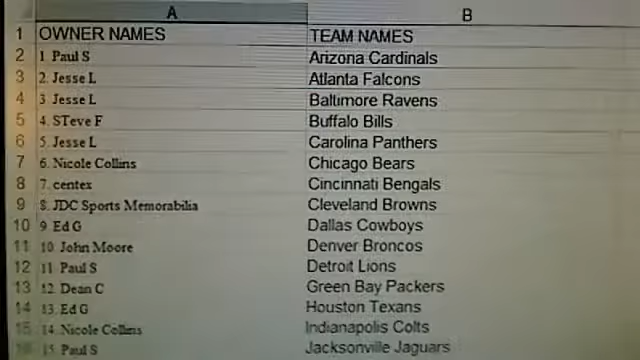 A B
1 OWNER NAMES TEAM NAMES
2 1 Paul S Arizona Cardinals
3 2. Jesse L Atlanta Falcons
4 3 Jesse L Baltimore Ravens
5 4. STeve F Buffalo Bills
6 5. Jesse L Carolina Panthers
7 6. Nicole Collins Chicago Bears
8 7. centex Cincinnati Bengals
9 8. JDC Sports Memorabilia Cleveland Browns
10 9 Ed G Dallas Cowboys
11 10 John Moore Denver Broncos
12 11 Paul S Detroit Lions
13 12. Dean C Green Bay Packers
14 13. Ed G Houston Texans
15 14. Nicole Collins Indianapolis Colts
16 15. Paul S Jacksonville Jaguars